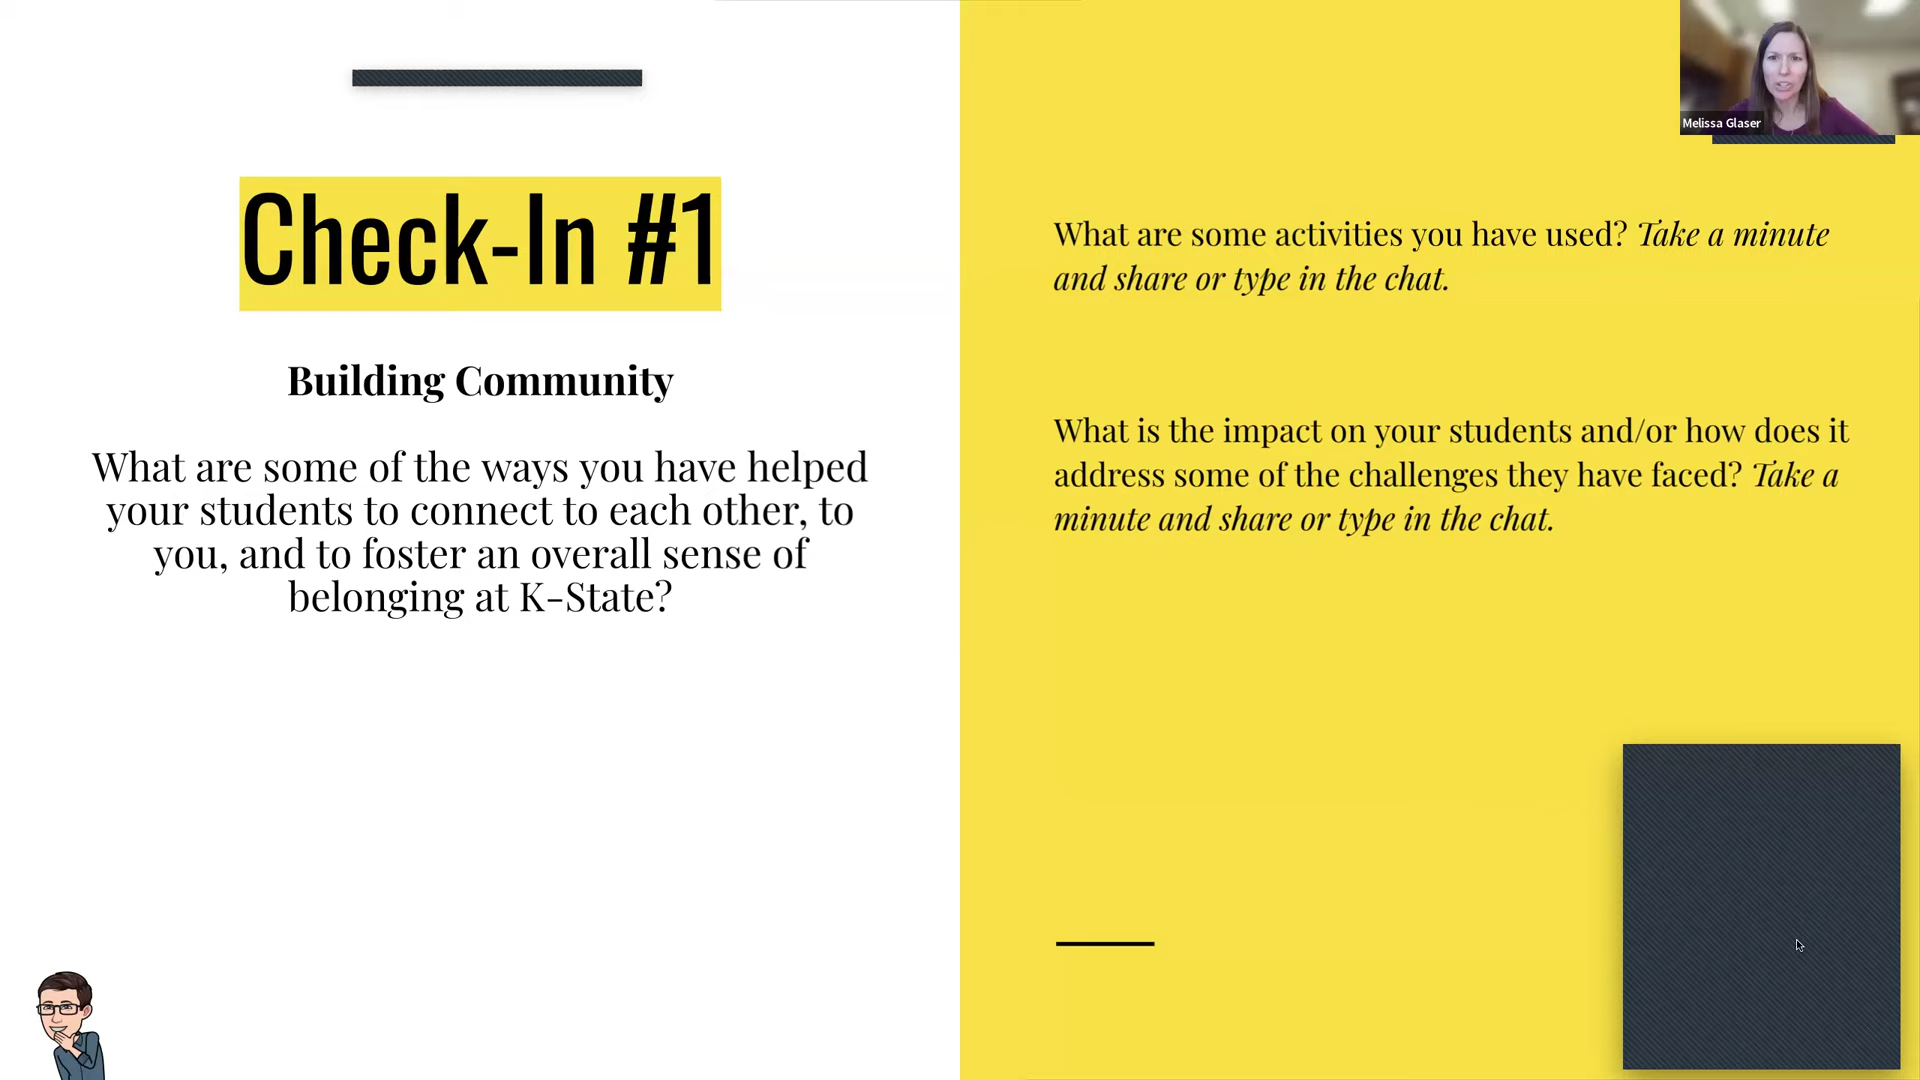 Check-In #1
Building Community
What are some of the ways you have helped
your students to connect to each other, to
you, and to foster an overall sense of
belonging at K-State?
What are some activities you have used? Take a minute
and share or type in the chat.
What is the impact on your students and/or how does it
address some of the challenges they have faced? Take a
minute and share or type in the chat.
Melissa Glaser